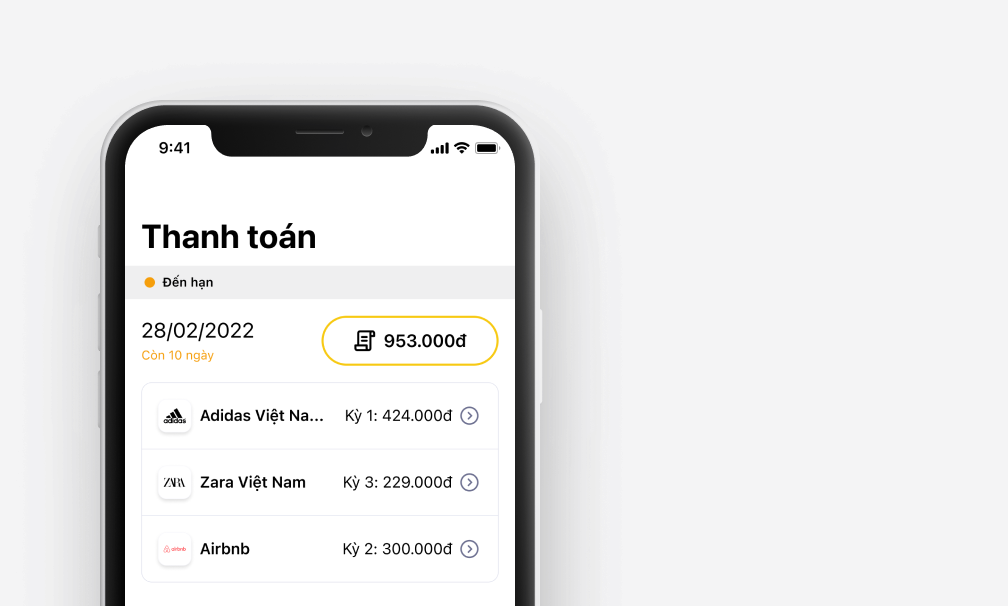 9:41
Thanh toán
Đến hạn
28/02/2022
953.000đ
Còn 10 ngày
adidas
Adidas Việt Na...
Kỳ 1: 424.000đ
ZARA
Zara Việt Nam
Kỳ 3: 229.000đ
airbnb
Airbnb
Kỳ 2: 300.000đ